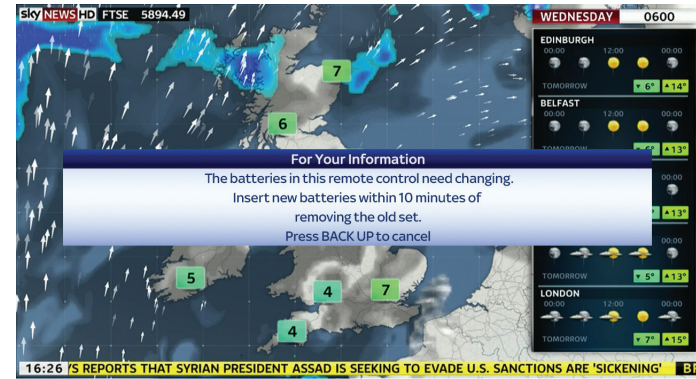 sky NEWS HD FTSE 5894.49
WEDNESDAY 0600
EDINBURGH
00:00 12:00 00:00
TOMORROW ▼ 6° ▲ 14°
BELFAST
00:00 12:00 00:00
6° ▲ 13°
00:00
▲ 13°
TOMORROW ▼ 5° ▲ 13°
LONDON
00:00 12:00 00:00
TOMORROW ▼ 7° ▲ 15°
7
6
For Your Information
The batteries in this remote control need changing.
Insert new batteries within 10 minutes of
removing the old set.
Press BACK UP to cancel
5
4
7
4
16:26 'S REPORTS THAT SYRIAN PRESIDENT ASSAD IS SEEKING TO EVADE U.S. SANCTIONS ARE 'SICKENING'